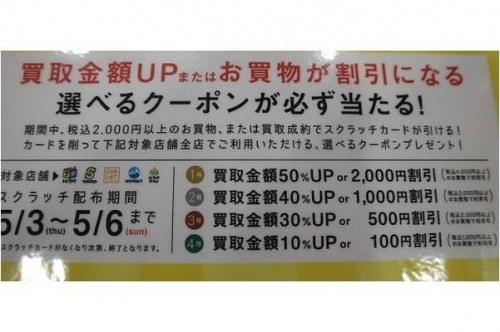 買取金額UPまたはお買物が割引になる
選べるクーポンが必ず当たる!
期間中、税込2,000円以上のお買物、または買取成約でスクラッチカードが引ける!
カードを削って下記対象店舗全店でご利用いただける、選べるクーポンプレゼント!
対象店舗▶
スクラッチ配布期間
5/3(thu)〜5/6(sun)まで
スクラッチカードがなくなり次第、終了となります。
1等 買取金額50%UP or 2,000円割引
2等 買取金額40%UP or 1,000円割引
3等 買取金額30%UP or 500円割引
4等 買取金額10%UP or 100円割引